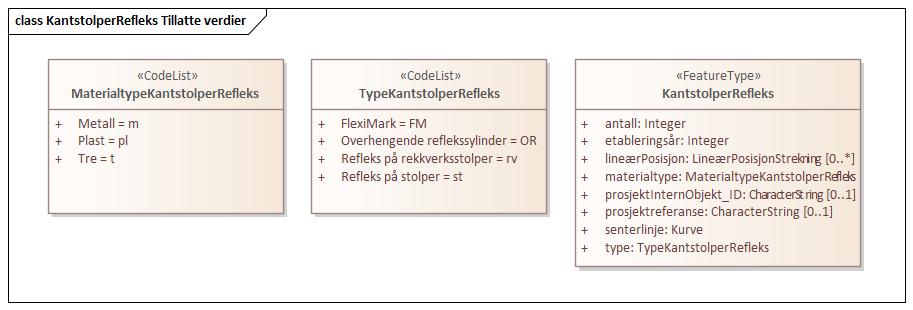 class KantstolperRefleks Tillatte verdier
«CodeList»
MaterialtypeKantstolperRefleks
+ Metall = m
+ Plast = pl
+ Tre = t
«CodeList»
TypeKantstolperRefleks
+ FlexiMark = FM
+ Overhengende reflekssylinder = OR
+ Refleks på rekkverksstolper = rv
+ Refleks på stolper = st
«FeatureType»
KantstolperRefleks
+ antall: Integer
+ etableringsår: Integer
+ lineærPosisjon: LineærPosisjonStrekning [0..*]
+ materialtype: MaterialtypeKantstolperRefleks
+ prosjektInternObjekt_ID: CharacterString [0..1]
+ prosjektreferanse: CharacterString [0..1]
+ senterlinje: Kurve
+ type: TypeKantstolperRefleks